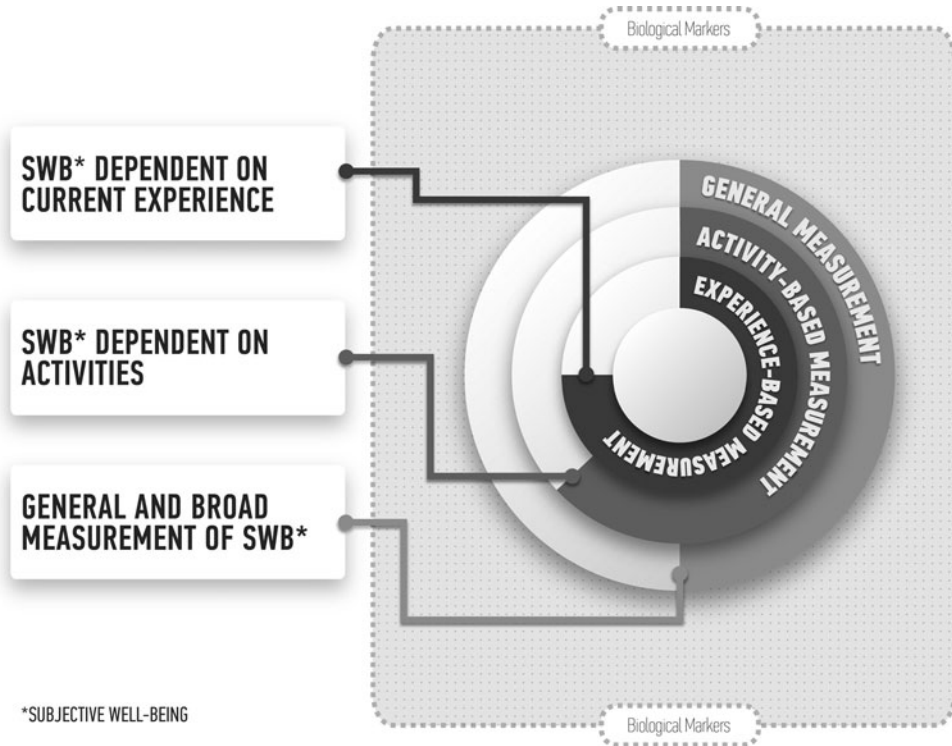 Biological Markers
SWB* DEPENDENT ON
CURRENT EXPERIENCE
SWB* DEPENDENT ON
ACTIVITIES
GENERAL AND BROAD
MEASUREMENT OF SWB*
GENERAL MEASUREMENT
ACTIVITY-BASED MEASUREMENT
EXPERIENCE-BASED MEASUREMENT
*SUBJECTIVE WELL-BEING
Biological Markers